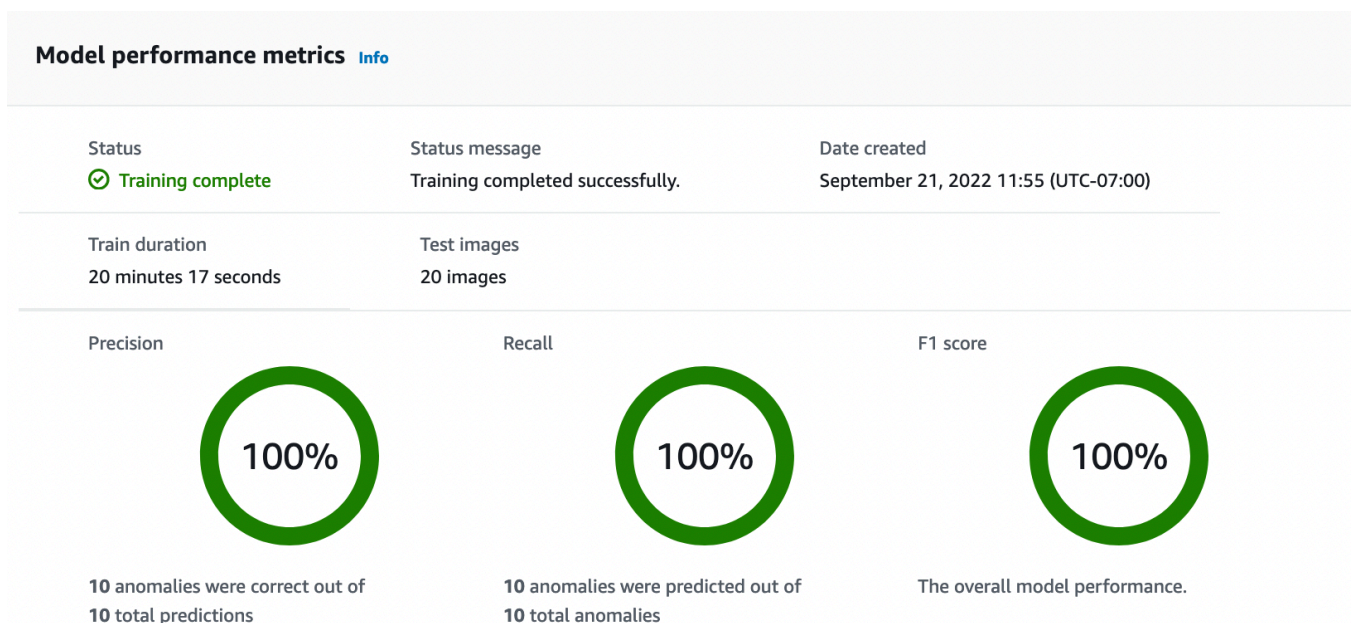 Model performance metrics Info
Status
Training complete
Status message
Training completed successfully.
Date created
September 21, 2022 11:55 (UTC-07:00)
Train duration
20 minutes 17 seconds
Test images
20 images
Precision
100%
10 anomalies were correct out of
10 total predictions
Recall
100%
10 anomalies were predicted out of
10 total anomalies
F1 score
100%
The overall model performance.